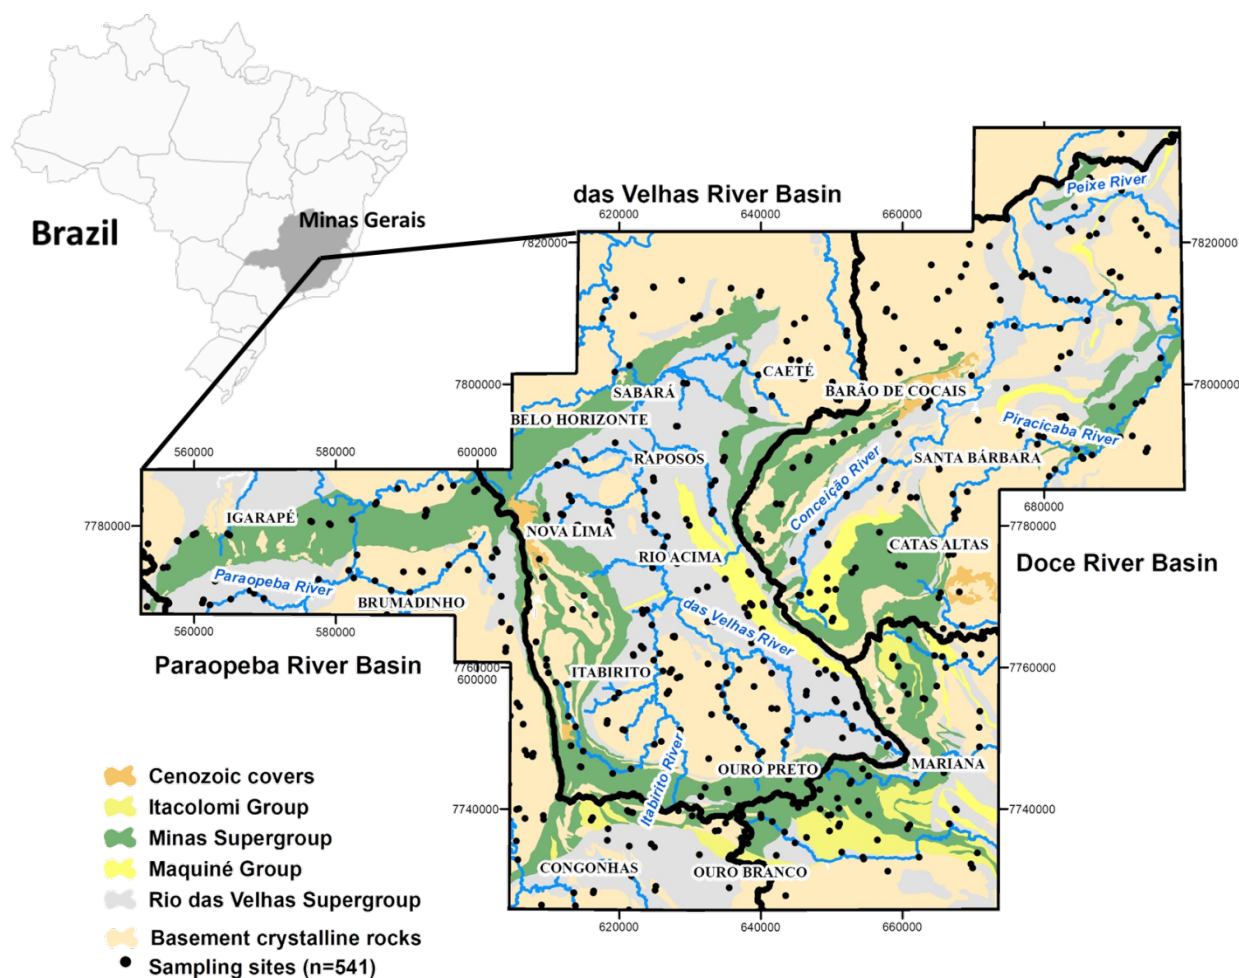 Minas Gerais
Brazil
das Velhas River Basin
620000
640000
660000
680000
7820000
7820000
Peixe River
CAETÉ
7800000
7800000
SABARÁ
BARÃO DE COCAIS
BELO HORIZONTE
Piracicaba River
560000
580000
600000
RAPOSOS
SANTA BÁRBARA
680000
Conceição River
IGARAPÉ
7780000
7780000
NOVA LIMA
RIO ACIMA
CATAS ALTAS
Doce River Basin
Paraopeba River
BRUMADINHO
das Velhas River
560000
580000
Paraopeba River Basin
7760000
600000
7760000
ITABIRITO
Itabirito River
OURO PRETO
MARIANA
7740000
7740000
CONGONHAS
OURO BRANCO
620000
640000
660000
Cenozoic covers
Itacolomi Group
Minas Supergroup
Maquiné Group
Rio das Velhas Supergroup
Basement crystalline rocks
Sampling sites (n=541)